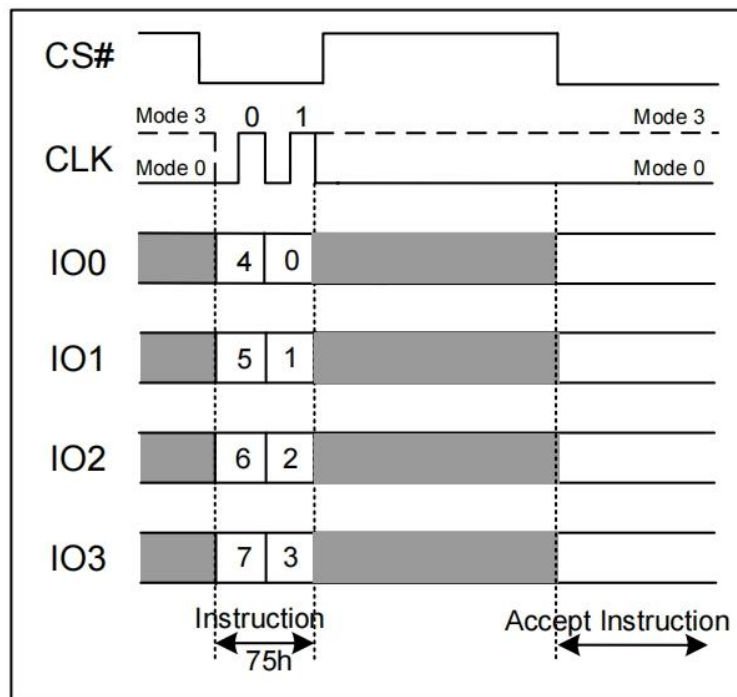 CS#
Mode 3 0 1 Mode 3
CLK
Mode 0 Mode 0
IO0 4 0
IO1 5 1
IO2 6 2
IO3 7 3
Instruction Accept Instruction
75h